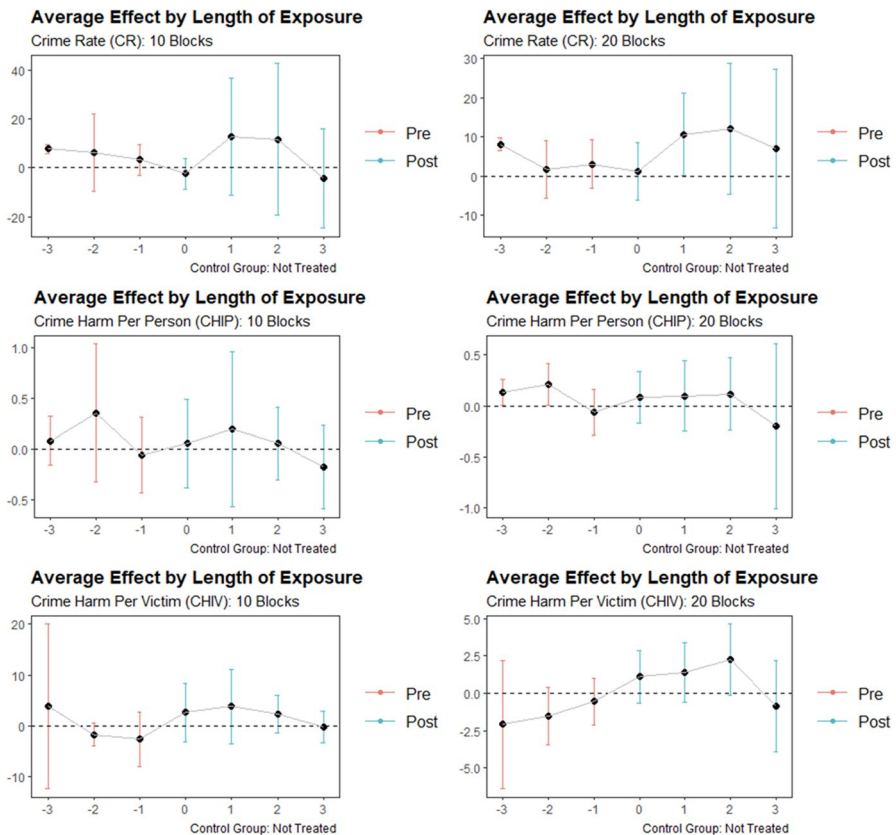 Average Effect by Length of Exposure
Crime Rate (CR): 10 Blocks
40
20
0
-20
-3 -2 -1 0 1 2 3
Control Group: Not Treated
Pre
Post
Average Effect by Length of Exposure
Crime Rate (CR): 20 Blocks
30
20
10
0
-10
-3 -2 -1 0 1 2 3
Control Group: Not Treated
Pre
Post
Average Effect by Length of Exposure
Crime Harm Per Person (CHIP): 10 Blocks
1.0
0.5
0.0
-0.5
-3 -2 -1 0 1 2 3
Control Group: Not Treated
Pre
Post
Average Effect by Length of Exposure
Crime Harm Per Person (CHIP): 20 Blocks
0.5
0.0
-0.5
-1.0
-3 -2 -1 0 1 2 3
Control Group: Not Treated
Pre
Post
Average Effect by Length of Exposure
Crime Harm Per Victim (CHIV): 10 Blocks
20
10
0
-10
-3 -2 -1 0 1 2 3
Control Group: Not Treated
Pre
Post
Average Effect by Length of Exposure
Crime Harm Per Victim (CHIV): 20 Blocks
5.0
2.5
0.0
-2.5
-5.0
-3 -2 -1 0 1 2 3
Control Group: Not Treated
Pre
Post